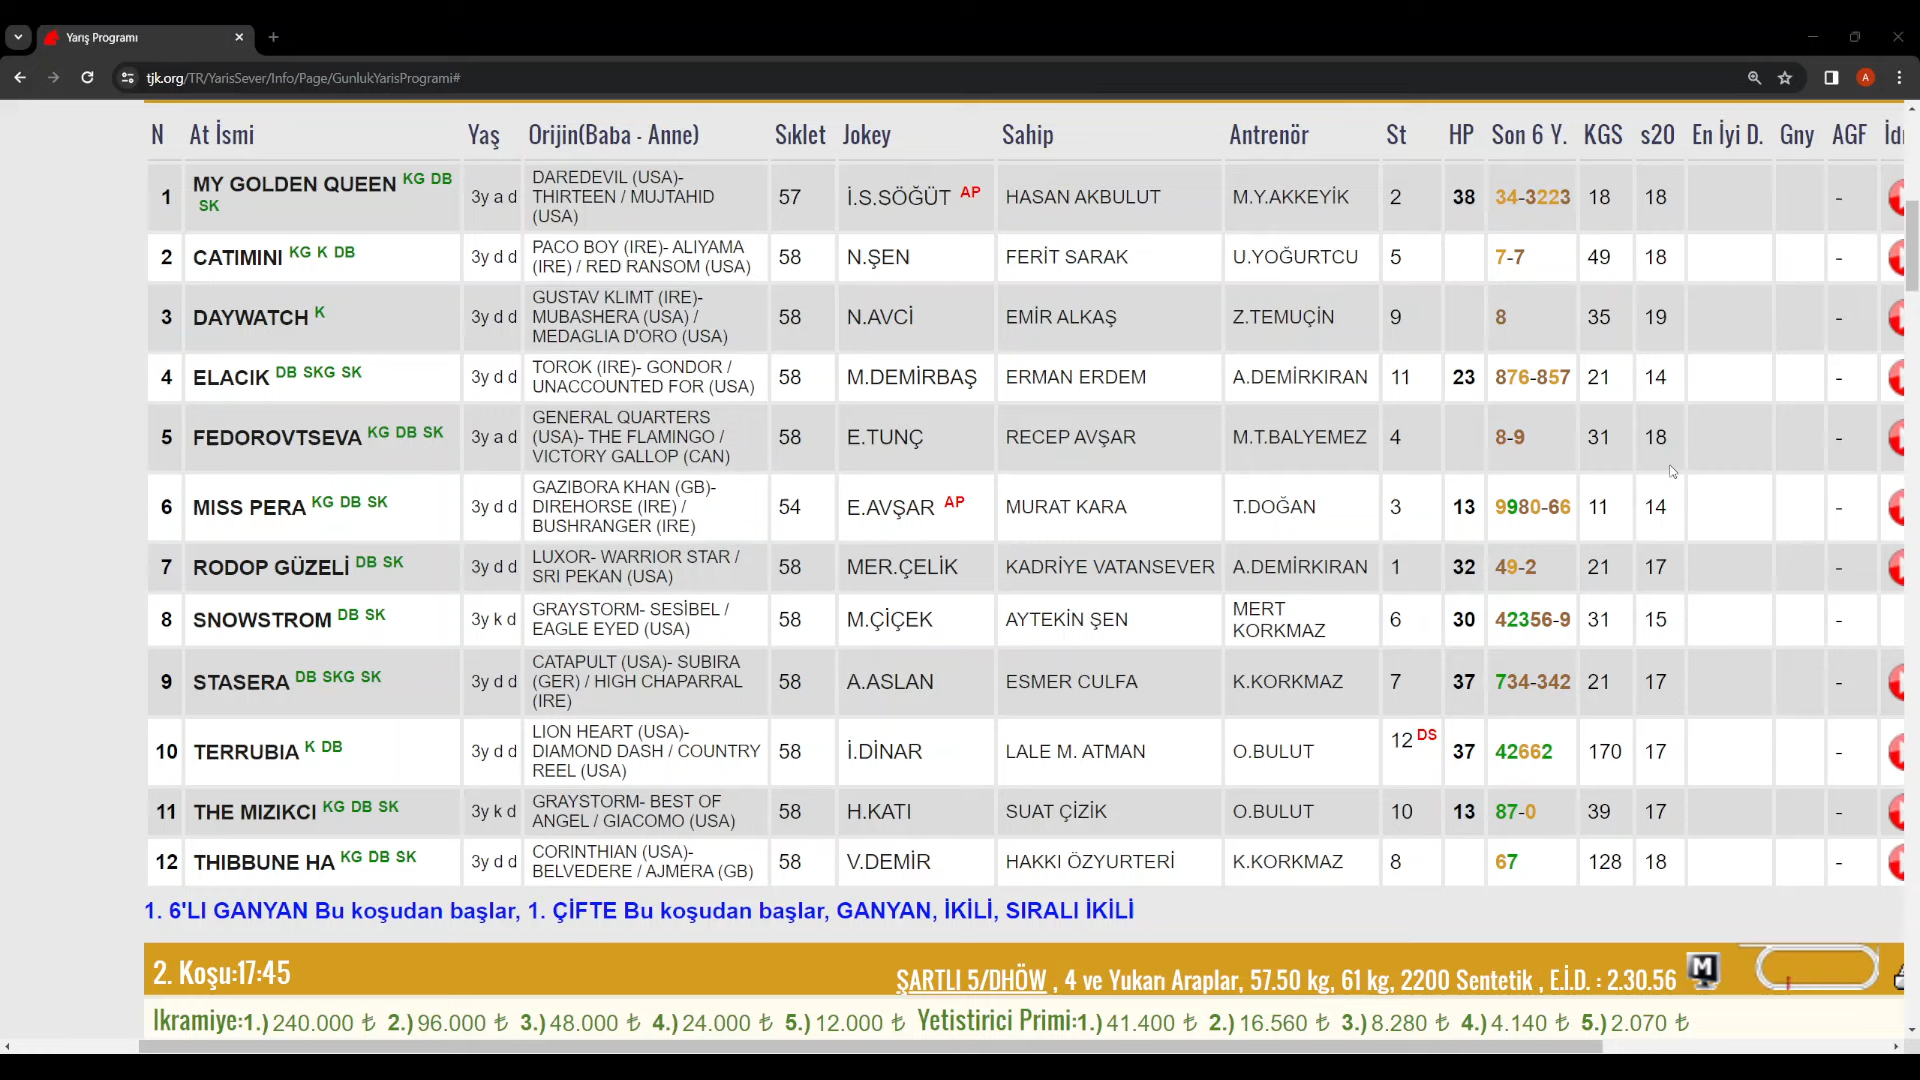 Yarış Programı
tjk.org/TR/YarisSever/Info/Page/GunlukYarisProgrami#
A
N At İsmi Yaş Orijin(Baba - Anne) Sıklet Jokey Sahip Antrenör St HP Son 6 Y. KGS s20 En İyi D. Gny AGF
1 MY GOLDEN QUEEN KG DB SK 3y a d DAREDEVIL (USA)- THIRTEEN / MUJTAHID (USA) 57 İ.S.SÖĞÜT AP HASAN AKBULUT M.Y.AKKEYİK 2 38 34-3223 18 18 -
2 CATIMINI KG K DB 3y d d PACO BOY (IRE)- ALIYAMA (IRE) / RED RANSOM (USA) 58 N.ŞEN FERİT SARAK U.YOĞURTCU 5 7-7 49 18 -
3 DAYWATCH K 3y d d GUSTAV KLIMT (IRE)- MUBASHERA (USA) / MEDAGLIA D'ORO (USA) 58 N.AVCİ EMİR ALKAŞ Z.TEMUÇİN 9 8 35 19 -
4 ELACIK DB SKG SK 3y d d TOROK (IRE)- GONDOR / UNACCOUNTED FOR (USA) 58 M.DEMİRBAŞ ERMAN ERDEM A.DEMİRKIRAN 11 23 876-857 21 14 -
5 FEDOROVTSEVA KG DB SK 3y a d GENERAL QUARTERS (USA)- THE FLAMINGO / VICTORY GALLOP (CAN) 58 E.TUNÇ RECEP AVŞAR M.T.BALYEMEZ 4 8-9 31 18 -
6 MISS PERA KG DB SK 3y d d GAZIBORA KHAN (GB)- DIREHORSE (IRE) / BUSHRANGER (IRE) 54 E.AVŞAR AP MURAT KARA T.DOĞAN 3 13 9980-66 11 14 -
7 RODOP GÜZELİ DB SK 3y d d LUXOR- WARRIOR STAR / SRI PEKAN (USA) 58 MER.ÇELİK KADRİYE VATANSEVER A.DEMİRKIRAN 1 32 49-2 21 17 -
8 SNOWSTROM DB SK 3y k d GRAYSTORM- SESİBEL / EAGLE EYED (USA) 58 M.ÇİÇEK AYTEKİN ŞEN MERT KORKMAZ 6 30 42356-9 31 15 -
9 STASERA DB SKG SK 3y d d CATAPULT (USA)- SUBIRA (GER) / HIGH CHAPARRAL (IRE) 58 A.ASLAN ESMER CULFA K.KORKMAZ 7 37 734-342 21 17 -
10 TERRUBIA K DB 3y d d LION HEART (USA)- DIAMOND DASH / COUNTRY REEL (USA) 58 İ.DİNAR LALE M. ATMAN O.BULUT 12 DS 37 42662 170 17 -
11 THE MIZIKCI KG DB SK 3y k d GRAYSTORM- BEST OF ANGEL / GIACOMO (USA) 58 H.KATI SUAT ÇİZİK O.BULUT 10 13 87-0 39 17 -
12 THIBBUNE HA KG DB SK 3y d d CORINTHIAN (USA)- BELVEDERE / AJMERA (GB) 58 V.DEMİR HAKKI ÖZYURTERİ K.KORKMAZ 8 67 128 18 -
1. 6'LI GANYAN Bu koşudan başlar, 1. ÇİFTE Bu koşudan başlar, GANYAN, İKİLİ, SIRALI İKİLİ
2. Koşu:17:45 ŞARTLI 5/DHÖW , 4 ve Yukarı Araplar, 57.50 kg, 61 kg, 2200 Sentetik , E.İ.D. : 2.30.56 M
Ikramiye:1.) 240.000 ₺ 2.) 96.000 ₺ 3.) 48.000 ₺ 4.) 24.000 ₺ 5.) 12.000 ₺ Yetistirici Primi:1.) 41.400 ₺ 2.) 16.560 ₺ 3.) 8.280 ₺ 4.) 4.140 ₺ 5.) 2.070 ₺